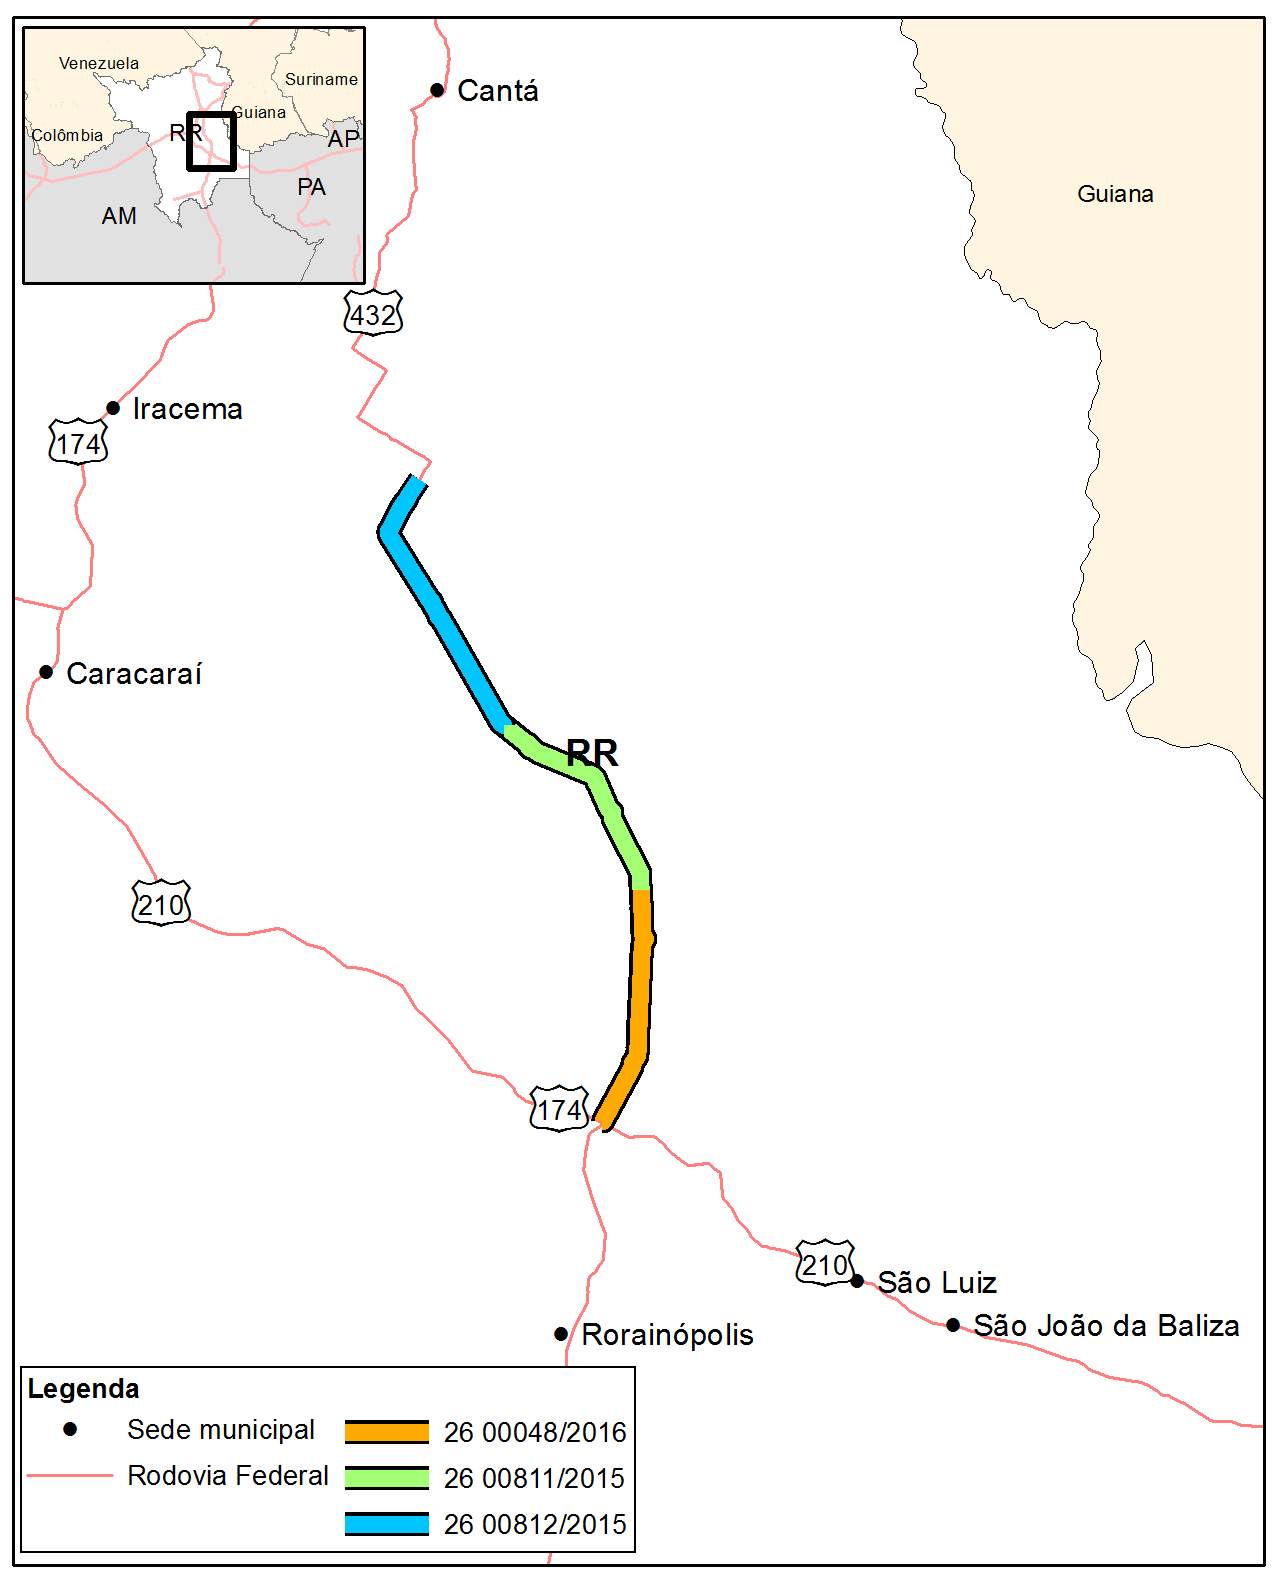 Venezuela
Suriname
Guiana
Colômbia
RR
AP
PA
AM
Cantá
Guiana
432
Iracema
174
Caracaraí
RR
210
174
210
São Luiz
São João da Baliza
Rorainópolis
Legenda
Sede municipal
Rodovia Federal
26 00048/2016
26 00811/2015
26 00812/2015